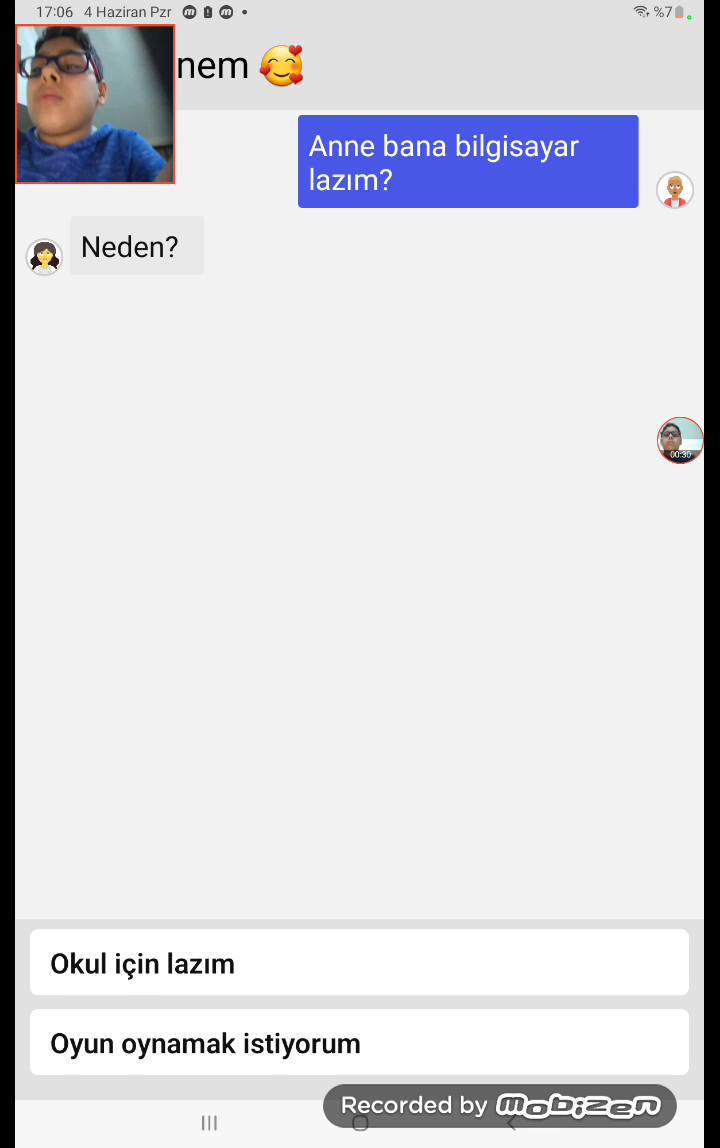 17:06 4 Haziran Pzr
%7
nem 🥰
Anne bana bilgisayar
lazım?
Neden?
00:30
Okul için lazım
Oyun oynamak istiyorum
Recorded by mobizen